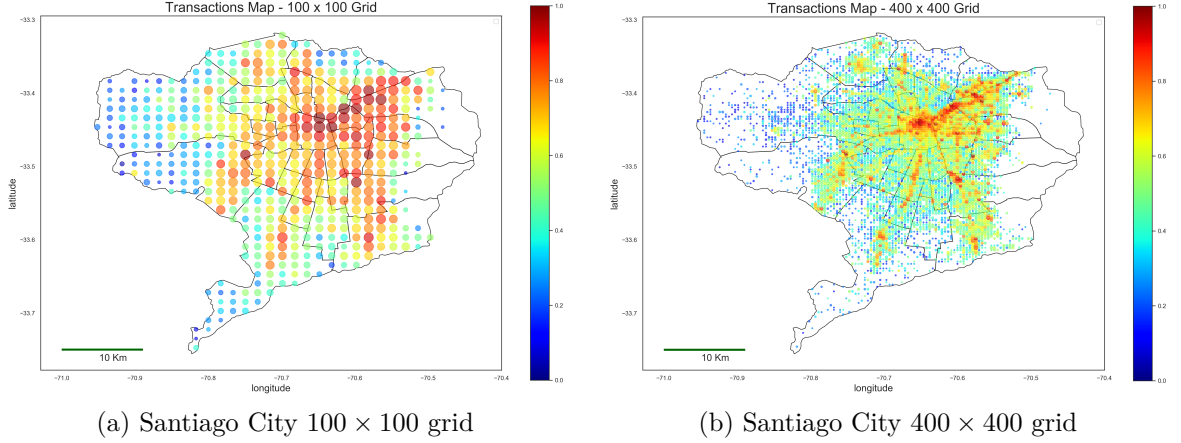 Transactions Map - 100 x 100 Grid
−33.3
−33.4
−33.5
−33.6
−33.7
latitude
10 Km
−71.0 −70.9 −70.8 −70.7 −70.6 −70.5 −70.4
longitude
1.0
0.8
0.6
0.4
0.2
0.0
(a) Santiago City 100 × 100 grid
Transactions Map - 400 x 400 Grid
−33.3
−33.4
−33.5
−33.6
−33.7
latitude
10 Km
−71.0 −70.9 −70.8 −70.7 −70.6 −70.5 −70.4
longitude
1.0
0.8
0.6
0.4
0.2
0.0
(b) Santiago City 400 × 400 grid